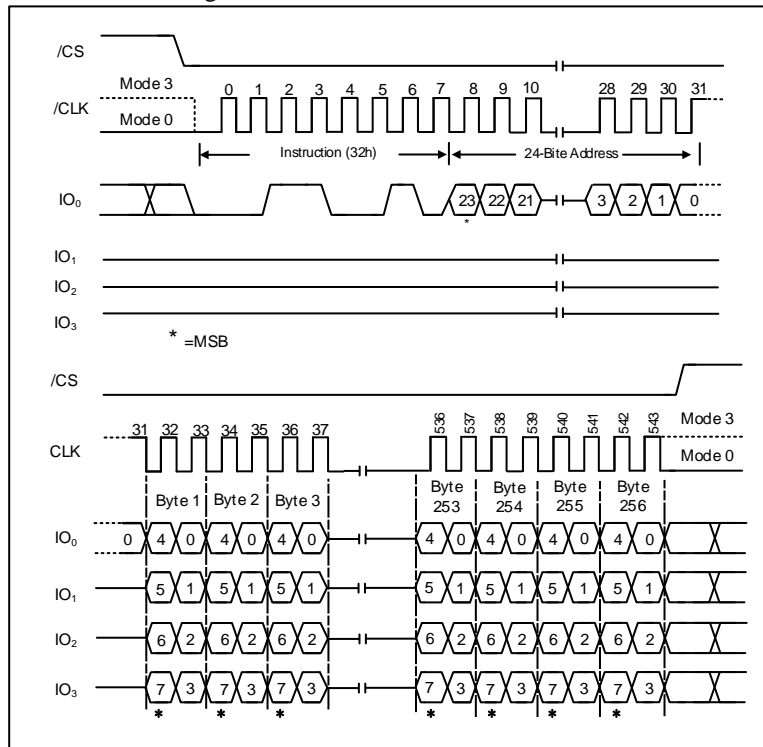 /CS
Mode 3
0 1 2 3 4 5 6 7 8 9 10 28 29 30 31
/CLK
Mode 0
Instruction (32h) 24-Bite Address
IO₀ 23 22 21 3 2 1 0
*
IO₁
IO₂
IO₃
* =MSB
/CS
31 32 33 34 35 36 37 536 537 538 539 540 541 542 543 Mode 3
CLK
Mode 0
Byte 1 Byte 2 Byte 3 Byte 253 Byte 254 Byte 255 Byte 256
IO₀ 0 4 0 4 0 4 0 4 0 4 0 4 0 4 0
IO₁ 5 1 5 1 5 1 5 1 5 1 5 1 5 1
IO₂ 6 2 6 2 6 2 6 2 6 2 6 2 6 2
IO₃ 7 3 7 3 7 3 7 3 7 3 7 3 7 3
* * * * * * *